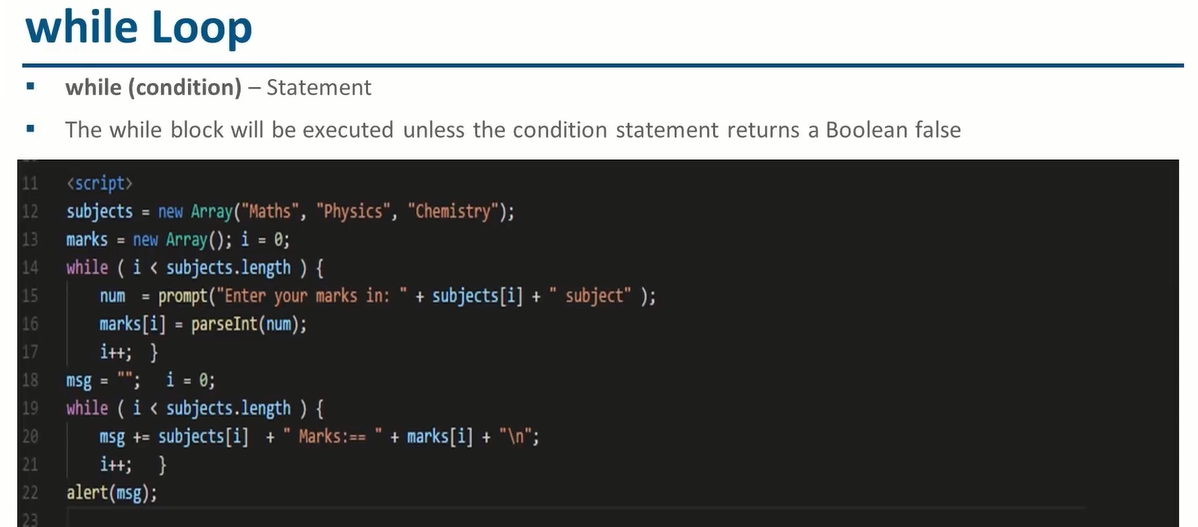 while Loop
▪ while (condition) – Statement
▪ The while block will be executed unless the condition statement returns a Boolean false
11 <script>
12 subjects = new Array("Maths", "Physics", "Chemistry");
13 marks = new Array(); i = 0;
14 while ( i < subjects.length ) {
15 num = prompt("Enter your marks in: " + subjects[i] + " subject" );
16 marks[i] = parseInt(num);
17 i++; }
18 msg = ""; i = 0;
19 while ( i < subjects.length ) {
20 msg += subjects[i] + " Marks:== " + marks[i] + "\n";
21 i++; }
22 alert(msg);
23